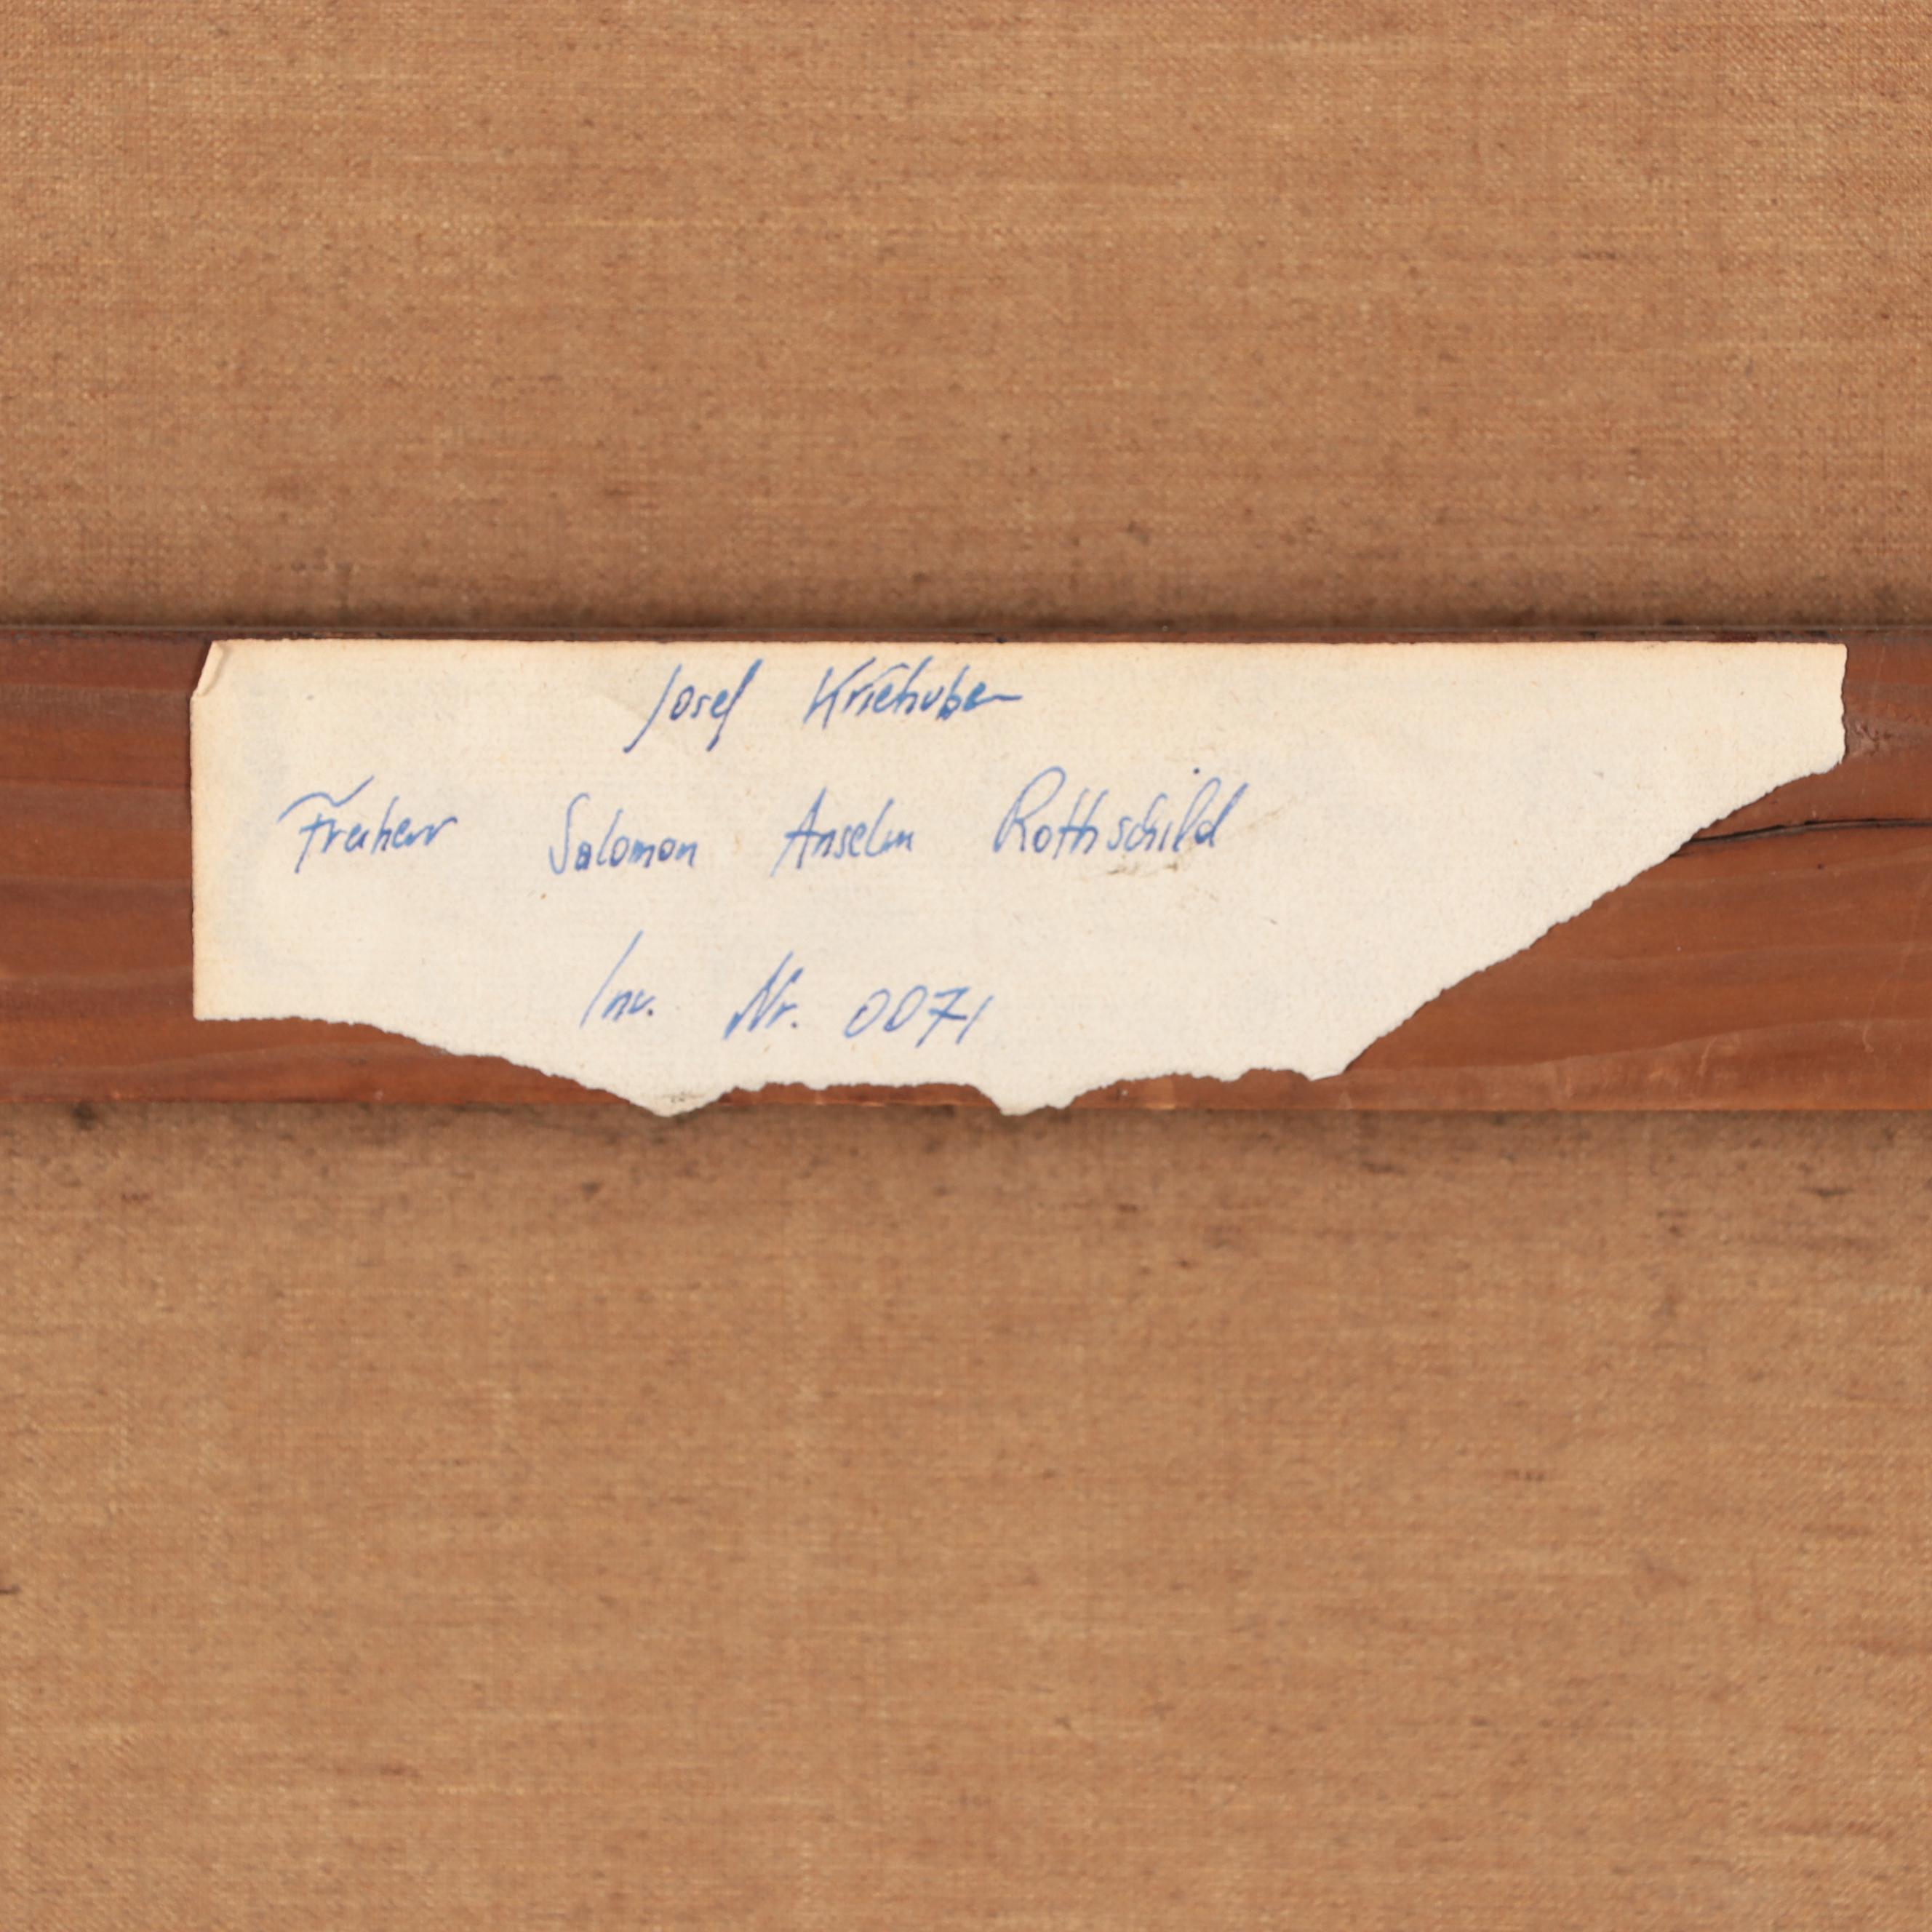 Josef Kriehuber
Freiherr Salomon Anselm Rothschild
Inv. Nr. 0071